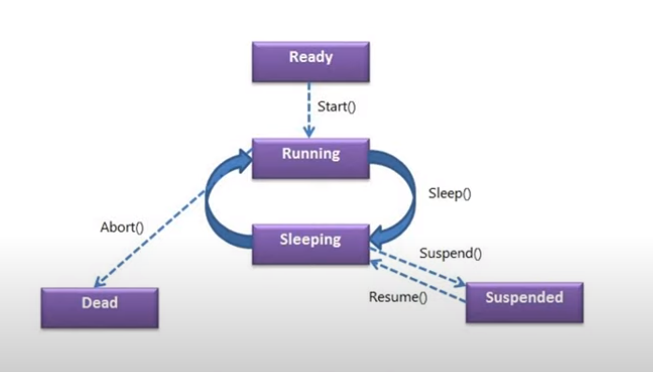 Ready
Start()
Running
Sleep()
Abort()
Sleeping
Suspend()
Resume()
Suspended
Dead